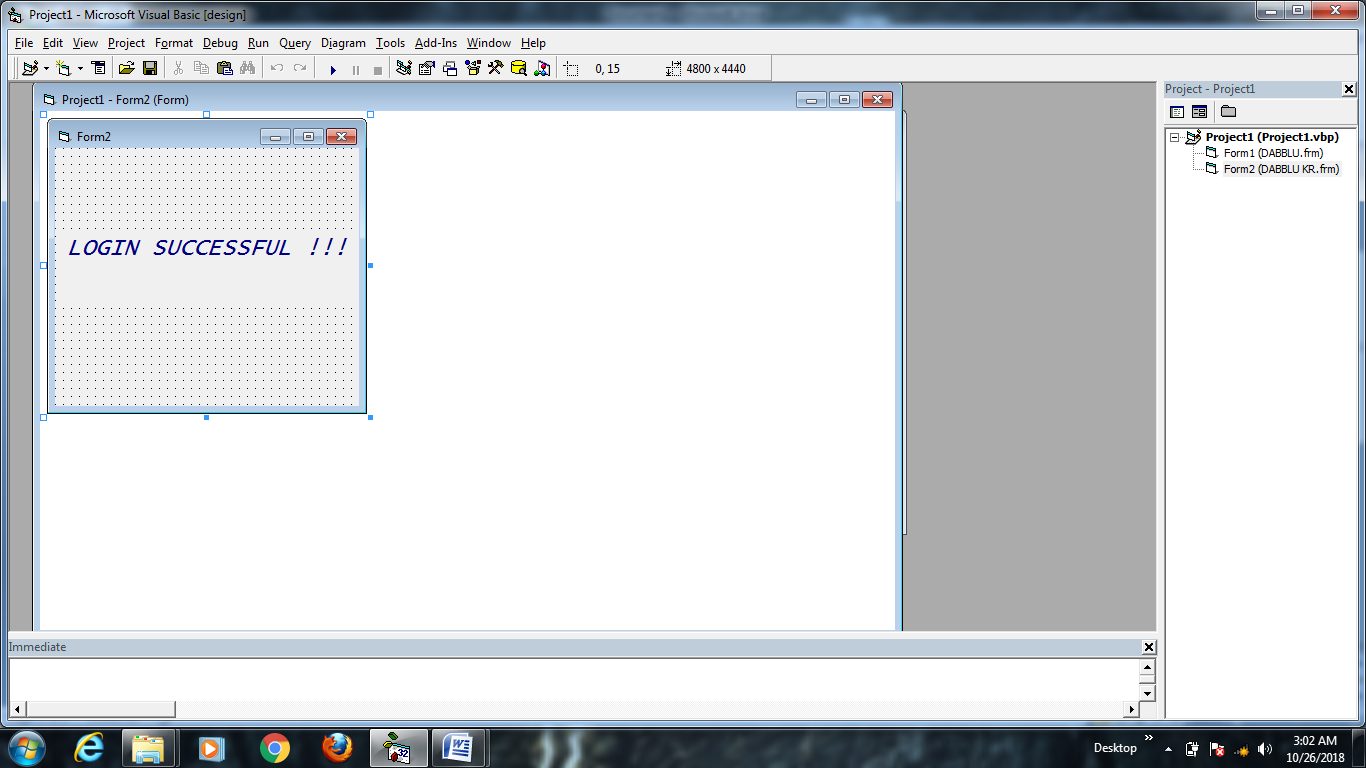 Project1 - Microsoft Visual Basic [design]
File Edit View Project Format Debug Run Query Diagram Tools Add-Ins Window Help
0, 15 4800 x 4440
Project1 - Form2 (Form)
Form2
LOGIN SUCCESSFUL !!!
Project - Project1
Project1 (Project1.vbp)
Form1 (DABBLU.frm)
Form2 (DABBLU KR.frm)
Immediate
32
W
Desktop
3:02 AM
10/26/2018